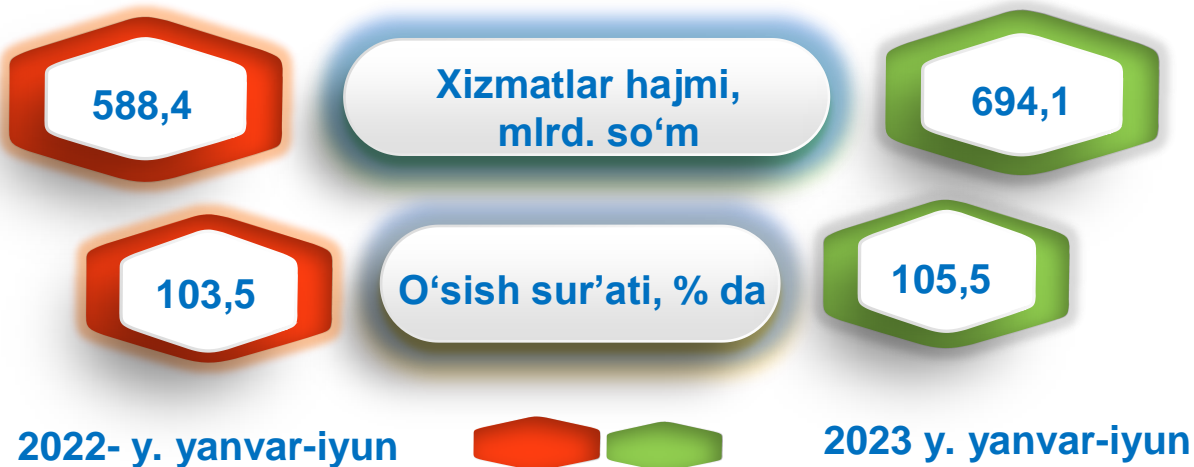 588,4
Xizmatlar hajmi,
mlrd. so‘m
694,1
103,5
O‘sish sur’ati, % da
105,5
2022- y. yanvar-iyun
2023 y. yanvar-iyun